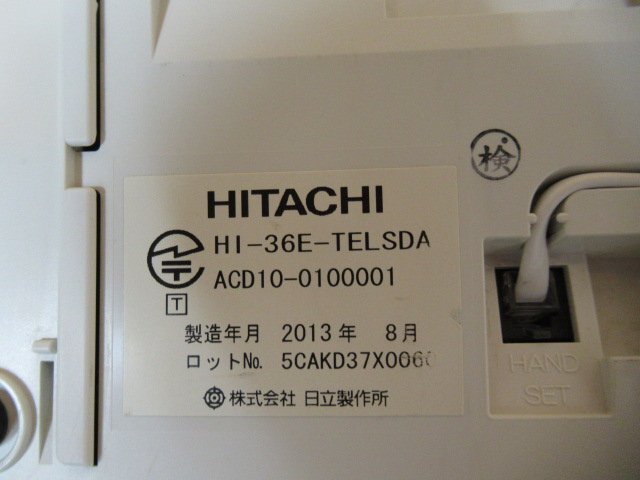 検
HITACHI
HI-36E-TELSDA
ACD10-0100001
T
製造年月 2013年 8月
ロットNo. 5CAKD37X0060
株式会社 日立製作所
HAND
SET